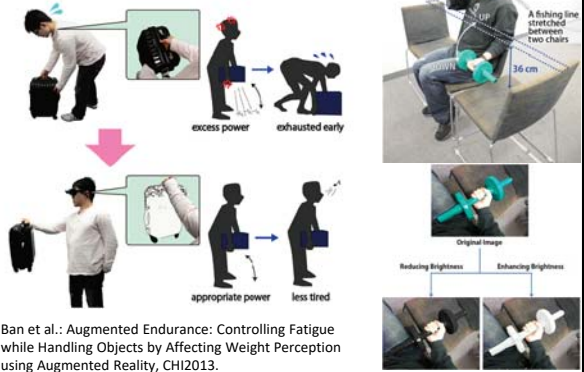 excess power
exhausted early
appropriate power
less tired
Ban et al.: Augmented Endurance: Controlling Fatigue
while Handling Objects by Affecting Weight Perception
using Augmented Reality, CHI2013.
UP
DOWN
A fishing line
stretched
between
two chairs
36 cm
Original Image
Reducing Brightness
Enhancing Brightness